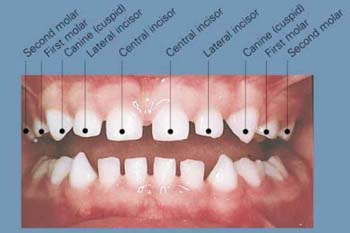 Second molar
First molar
Canine (cuspid)
Lateral incisor
Central incisor
Central incisor
Lateral incisor
Canine (cuspid)
First molar
Second molar